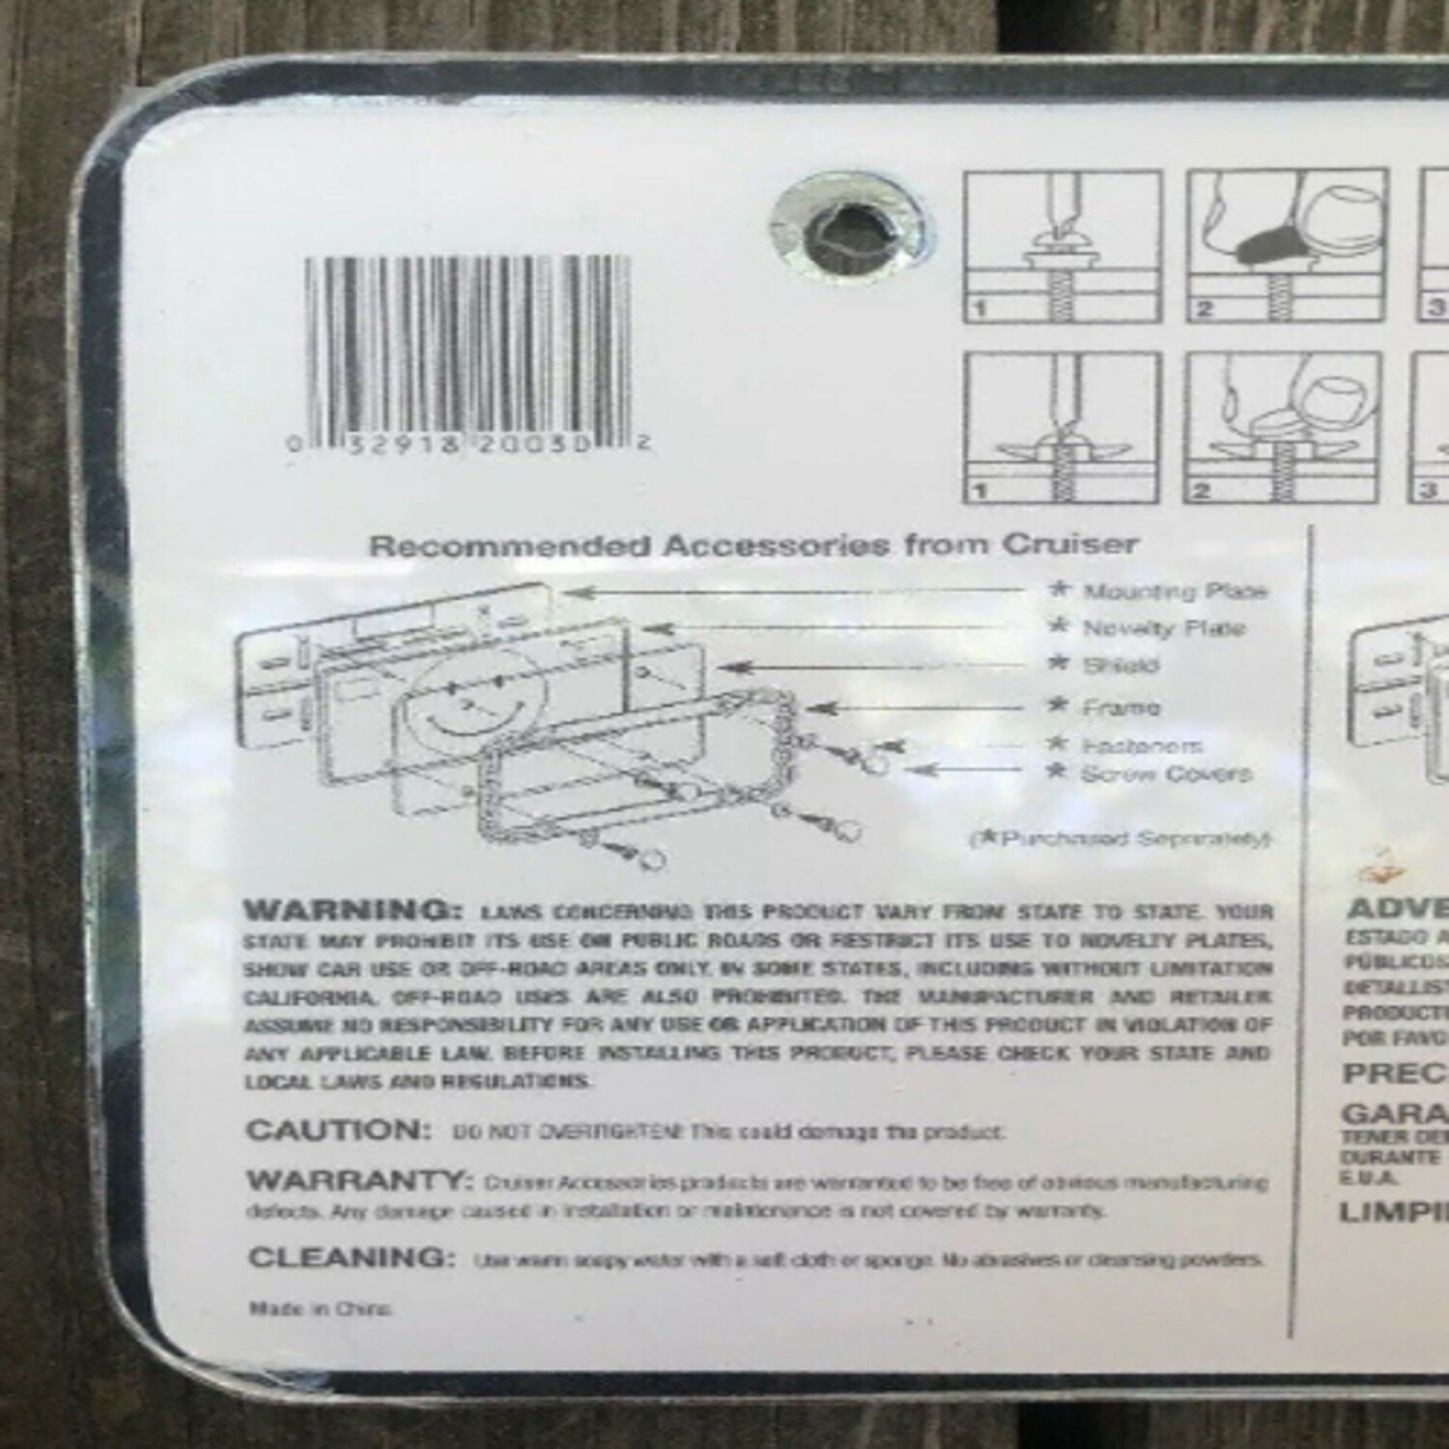 1
2
3
0 32918 20030 2
1
2
3
Recommended Accessories from Cruiser
* Mounting Plate
* Novelty Plate
* Shield
* Frame
* Fasteners
* Screw Covers
(*Purchased Separately)
WARNING: LAWS CONCERNING THIS PRODUCT VARY FROM STATE TO STATE. YOUR
STATE MAY PROHIBIT ITS USE ON PUBLIC ROADS OR RESTRICT ITS USE TO NOVELTY PLATES,
SHOW CAR USE OR OFF-ROAD AREAS ONLY. IN SOME STATES, INCLUDING WITHOUT LIMITATION
CALIFORNIA, OFF-ROAD USES ARE ALSO PROHIBITED. THE MANUFACTURER AND RETAILER
ASSUME NO RESPONSIBILITY FOR ANY USE OR APPLICATION OF THIS PRODUCT IN VIOLATION OF
ANY APPLICABLE LAW. BEFORE INSTALLING THIS PRODUCT, PLEASE CHECK YOUR STATE AND
LOCAL LAWS AND REGULATIONS.
CAUTION: DO NOT OVERTIGHTEN! This could damage the product.
WARRANTY: Cruiser Accessories products are warranted to be free of obvious manufacturing
defects. Any damage caused in installation or maintenance is not covered by warranty.
CLEANING: Use warm soapy water with a soft cloth or sponge. No abrasives or cleansing powders.
Made in China
ADVE
ESTADO A
PÚBLICOS
DETALLIST
PRODUCT
POR FAVO
PREC
GARA
TENER DE
DURANTE
E.U.A.
LIMPI